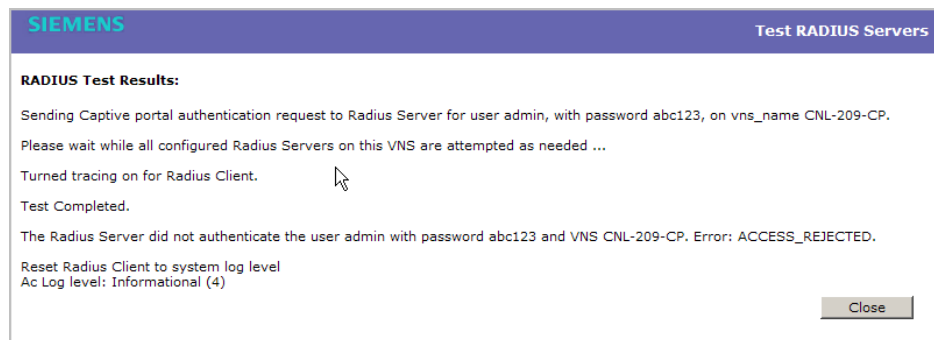 SIEMENS
Test RADIUS Servers
RADIUS Test Results:
Sending Captive portal authentication request to Radius Server for user admin, with password abc123, on vns_name CNL-209-CP.
Please wait while all configured Radius Servers on this VNS are attempted as needed ...
Turned tracing on for Radius Client.
Test Completed.
The Radius Server did not authenticate the user admin with password abc123 and VNS CNL-209-CP. Error: ACCESS_REJECTED.
Reset Radius Client to system log level
Ac Log level: Informational (4)
Close